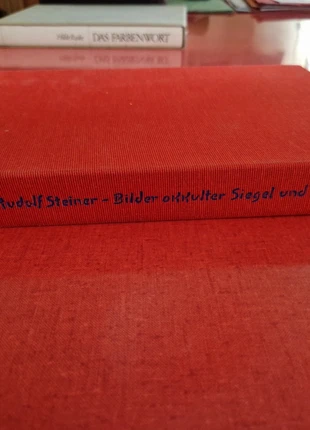 DAS FARBENWORT
Rudolf Steiner - Bilder okkulter Siegel und